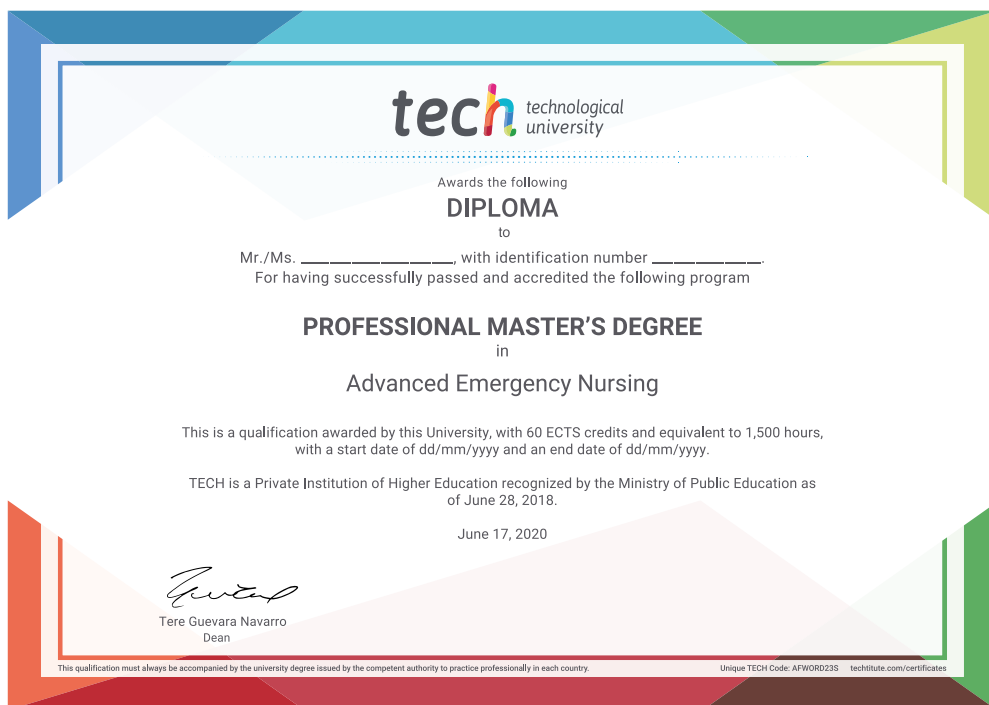 tech technological
university
Awards the following
DIPLOMA
to
Mr./Ms. __________________, with identification number _____________.
For having successfully passed and accredited the following program
PROFESSIONAL MASTER'S DEGREE
in
Advanced Emergency Nursing
This is a qualification awarded by this University, with 60 ECTS credits and equivalent to 1,500 hours,
with a start date of dd/mm/yyyy and an end date of dd/mm/yyyy.
TECH is a Private Institution of Higher Education recognized by the Ministry of Public Education as
of June 28, 2018.
June 17, 2020
Tere Guevara Navarro
Dean
This qualification must always be accompanied by the university degree issued by the competent authority to practice professionally in each country.
Unique TECH Code: AFWORD23S techtitute.com/certificates